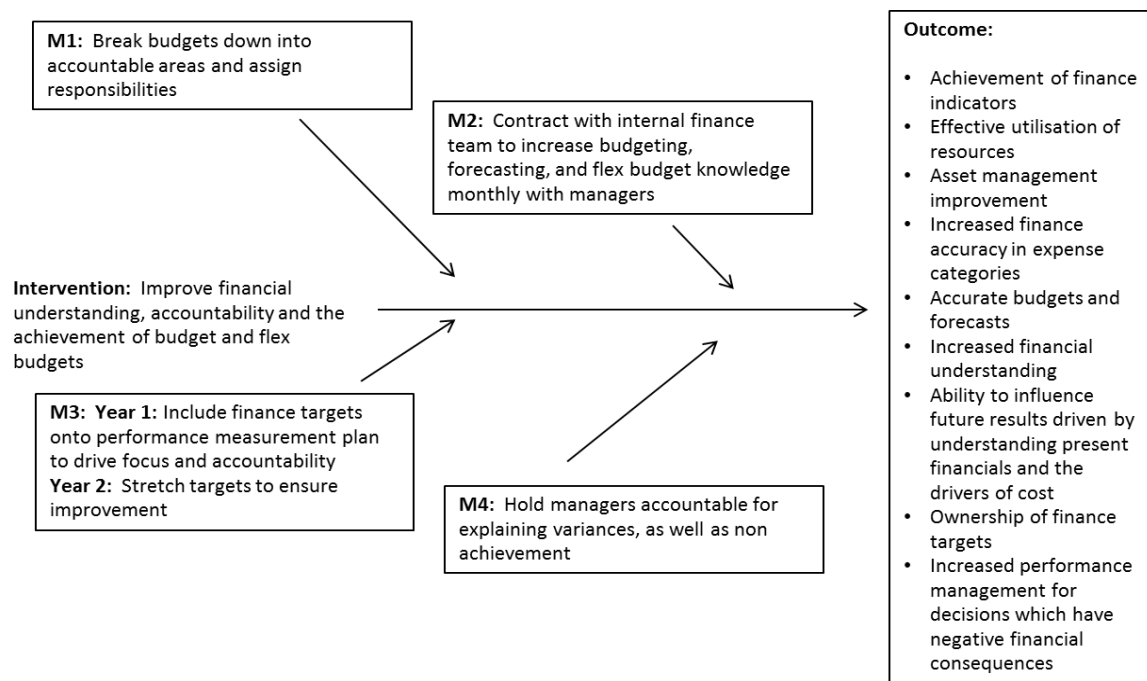 M1: Break budgets down into
accountable areas and assign
responsibilities
M2: Contract with internal finance
team to increase budgeting,
forecasting, and flex budget knowledge
monthly with managers
Intervention: Improve financial
understanding, accountability and the
achievement of budget and flex
budgets
M3: Year 1: Include finance targets
onto performance measurement plan
to drive focus and accountability
Year 2: Stretch targets to ensure
improvement
M4: Hold managers accountable for
explaining variances, as well as non
achievement
Outcome:
• Achievement of finance
indicators
• Effective utilisation of
resources
• Asset management
improvement
• Increased finance
accuracy in expense
categories
• Accurate budgets and
forecasts
• Increased financial
understanding
• Ability to influence
future results driven by
understanding present
financials and the
drivers of cost
• Ownership of finance
targets
• Increased performance
management for
decisions which have
negative financial
consequences